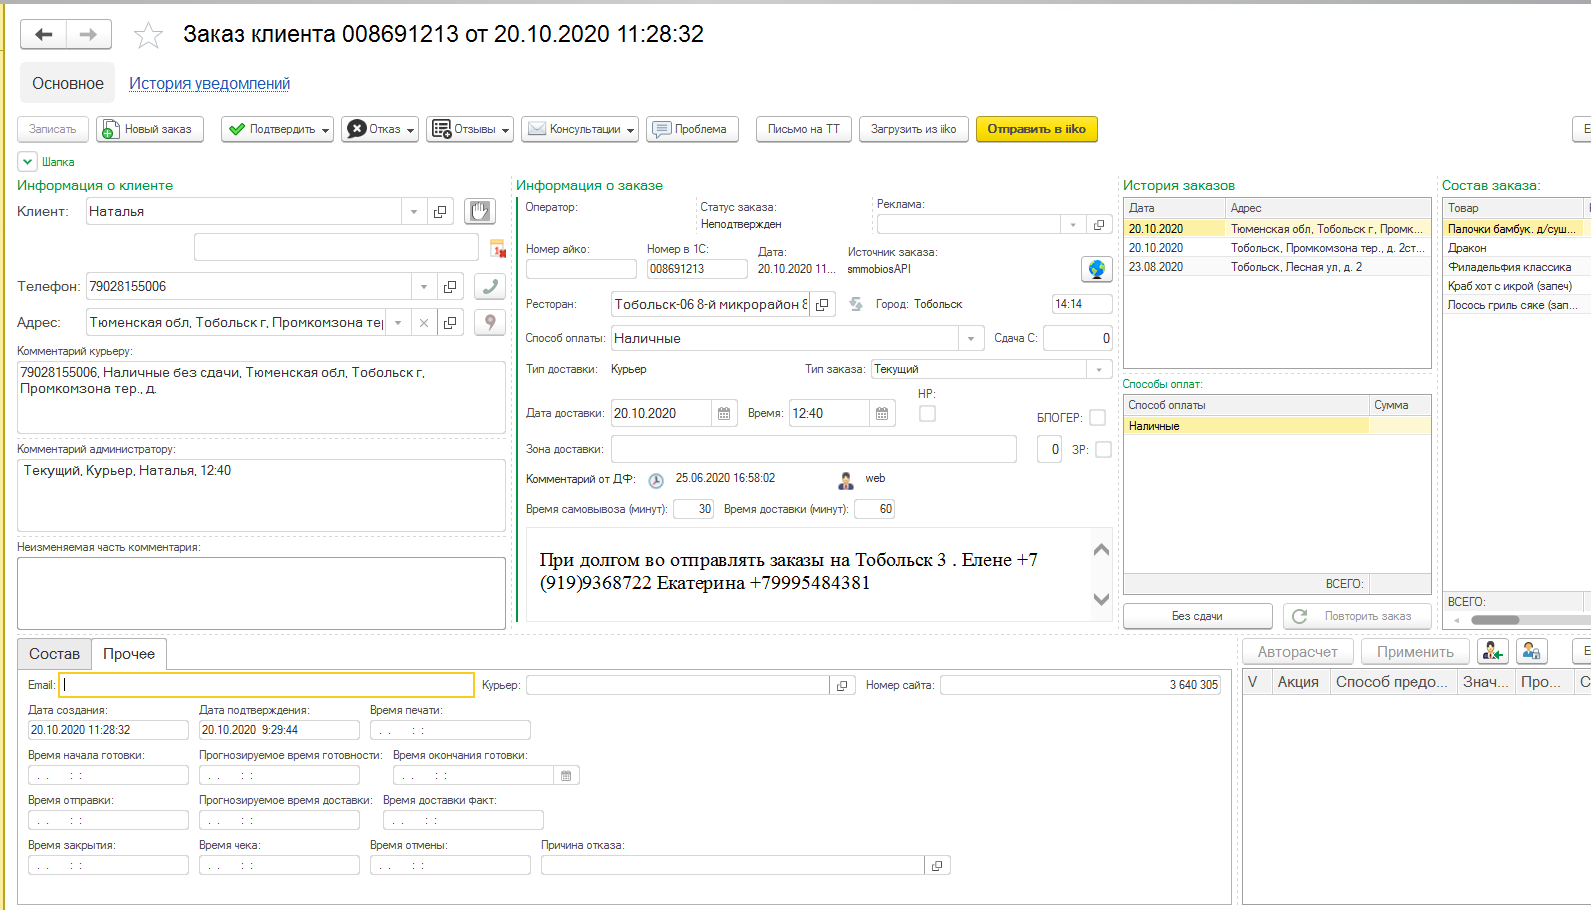 Заказ клиента 008691213 от 20.10.2020 11:28:32
Основное История уведомлений
Записать Новый заказ Подтвердить Отказ Отзывы Консультации Проблема Письмо на ТТ Загрузить из iiko Отправить в iiko Е
Шапка
Информация о клиенте
Клиент: Наталья
Телефон: 79028155006
Адрес: Тюменская обл, Тобольск г, Промкомзона тер
Комментарий курьеру:
79028155006, Наличные без сдачи, Тюменская обл, Тобольск г,
Промкомзона тер., д.
Комментарий администратору:
Текущий, Курьер, Наталья, 12:40
Неизменяемая часть комментария:
Информация о заказе
Оператор: Статус заказа: Реклама:
Неподтвержден
Номер айко: Номер в 1С: Дата: Источник заказа:
008691213 20.10.2020 11... smmobiosAPI
Ресторан: Тобольск-06 8-й микрорайон 8 Город: Тобольск 14:14
Способ оплаты: Наличные Сдача С: 0
Тип доставки: Курьер Тип заказа: Текущий
НР:
Дата доставки: 20.10.2020 Время: 12:40 БЛОГЕР:
Зона доставки: 0 ЗР:
Комментарий от ДФ: 25.06.2020 16:58:02 web
Время самовывоза (минут): 30 Время доставки (минут): 60
При долгом во отправлять заказы на Тобольск 3 . Елене +7
(919)9368722 Екатерина +79995484381
История заказов
Дата Адрес
20.10.2020 Тюменская обл, Тобольск г, Промк...
20.10.2020 Тобольск, Промкомзона тер., д. 2ст...
23.08.2020 Тобольск, Лесная ул, д. 2
Способы оплат:
Способ оплаты Сумма
Наличные
ВСЕГО:
Без сдачи Повторить заказ
Состав заказа:
Товар
Палочки бамбук. д/суш...
Дракон
Филадельфия классика
Краб хот с икрой (запеч)
Лосось гриль сяке (зап...
ВСЕГО:
Состав Прочее
Email: Курьер: Номер сайта: 3 640 305
Дата создания: Дата подтверждения: Время печати:
20.10.2020 11:28:32 20.10.2020 9:29:44 . . : :
Время начала готовки: Прогнозируемое время готовности: Время окончания готовки:
. . : : . . : : . . : :
Время отправки: Прогнозируемое время доставки: Время доставки факт:
. . : : . . : : . . : :
Время закрытия: Время чека: Время отмены: Причина отказа:
. . : : . . : : . . : :
Авторасчет Применить Е
V Акция Способ предо... Знач... Про... С